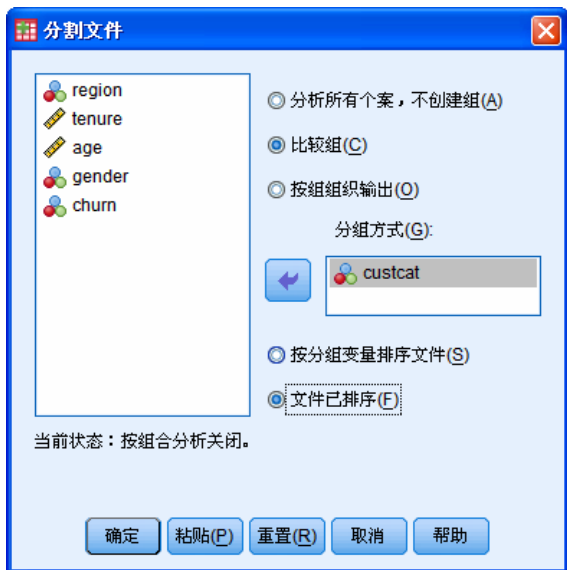 分割文件
region
tenure
age
gender
churn
分析所有个案，不创建组(A)
比较组(C)
按组组织输出(O)
分组方式(G):
custcat
按分组变量排序文件(S)
文件已排序(F)
当前状态：按组合分析关闭。
确定 粘贴(P) 重置(R) 取消 帮助